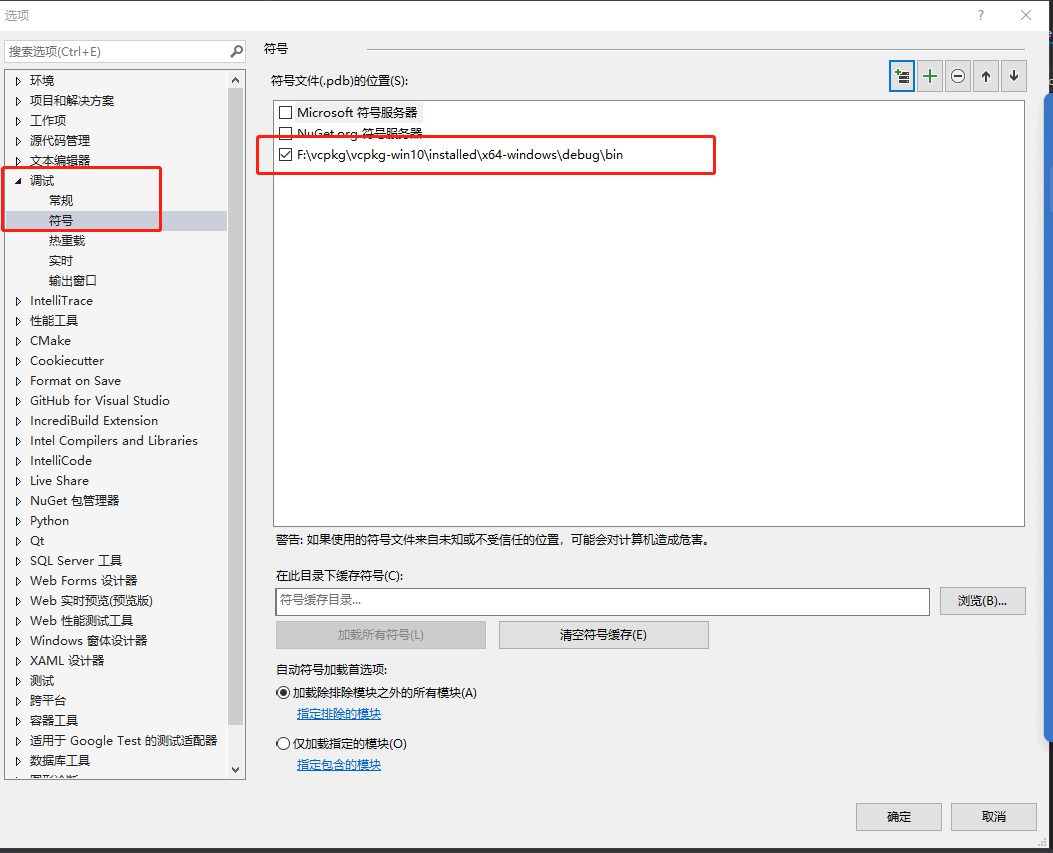 选项
?
搜索选项(Ctrl+E)
环境
项目和解决方案
工作项
源代码管理
文本编辑器
调试
常规
符号
热重载
实时
输出窗口
IntelliTrace
性能工具
CMake
Cookiecutter
Format on Save
GitHub for Visual Studio
IncrediBuild Extension
Intel Compilers and Libraries
IntelliCode
Live Share
NuGet 包管理器
Python
Qt
SQL Server 工具
Web Forms 设计器
Web 实时预览(预览版)
Web 性能测试工具
Windows 窗体设计器
XAML 设计器
测试
跨平台
容器工具
适用于 Google Test 的测试适配器
数据库工具
图形诊断
符号
符号文件(.pdb)的位置(S):
Microsoft 符号服务器
NuGet.org 符号服务器
F:\vcpkg\vcpkg-win10\installed\x64-windows\debug\bin
警告: 如果使用的符号文件来自未知或不受信任的位置，可能会对计算机造成危害。
在此目录下缓存符号(C):
符号缓存目录...
浏览(B)...
加载所有符号(L)
清空符号缓存(E)
自动符号加载首选项:
加载除排除模块之外的所有模块(A)
指定排除的模块
仅加载指定的模块(O)
指定包含的模块
确定
取消